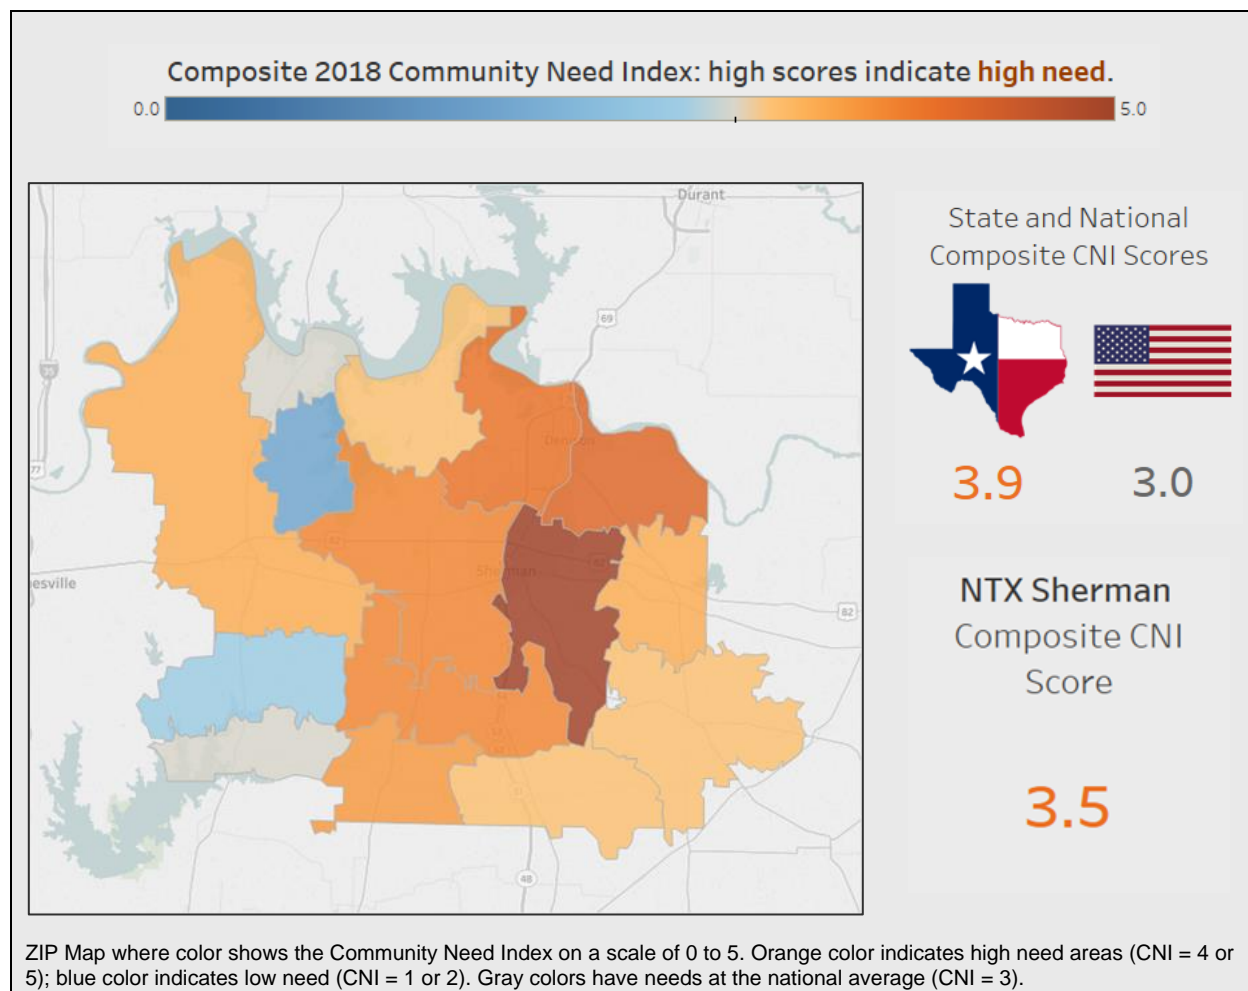 Composite 2018 Community Need Index: high scores indicate high need.
0.0
5.0
Durant
69
35
77
Denison
82
Sherman
82
esville
82
48
State and National
Composite CNI Scores
3.9
3.0
NTX Sherman
Composite CNI
Score
3.5
ZIP Map where color shows the Community Need Index on a scale of 0 to 5. Orange color indicates high need areas (CNI = 4 or
5); blue color indicates low need (CNI = 1 or 2). Gray colors have needs at the national average (CNI = 3).